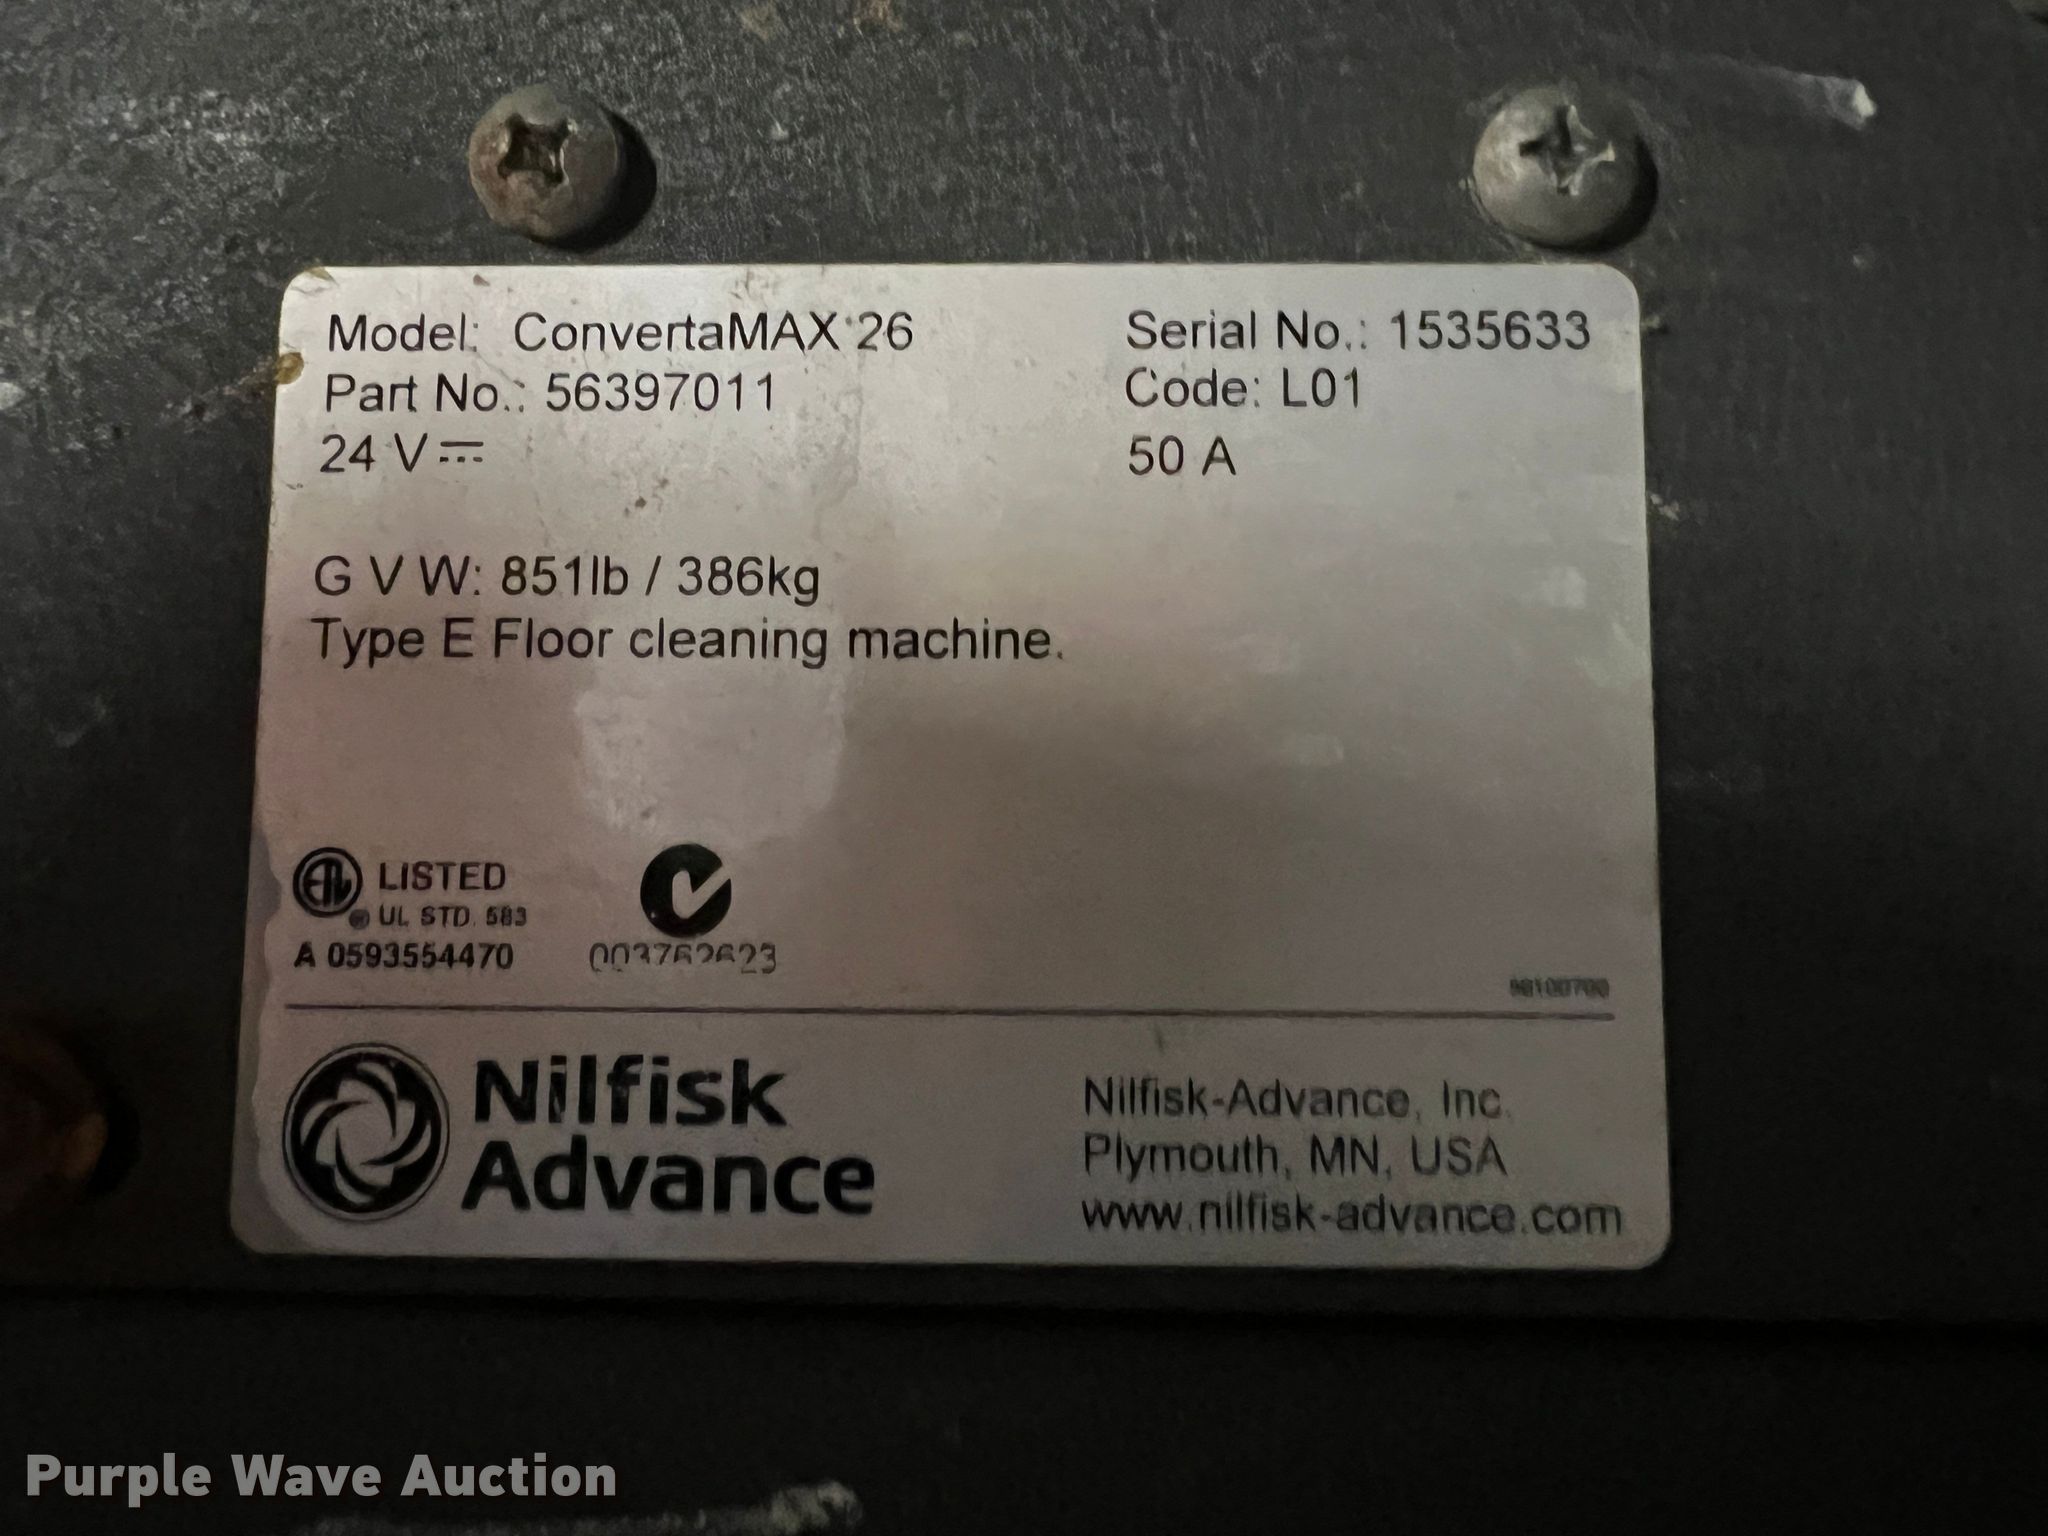 Model: ConvertaMAX 26
Serial No.: 1535633
Part No.: 56397011
Code: L01
24 V
50 A
G V W: 851lb / 386kg
Type E Floor cleaning machine.
ETL LISTED
UL STD. 583
A 0593554470
Nilfisk
Advance
Nilfisk-Advance, Inc.
Plymouth, MN, USA
www.nilfisk-advance.com
Purple Wave Auction